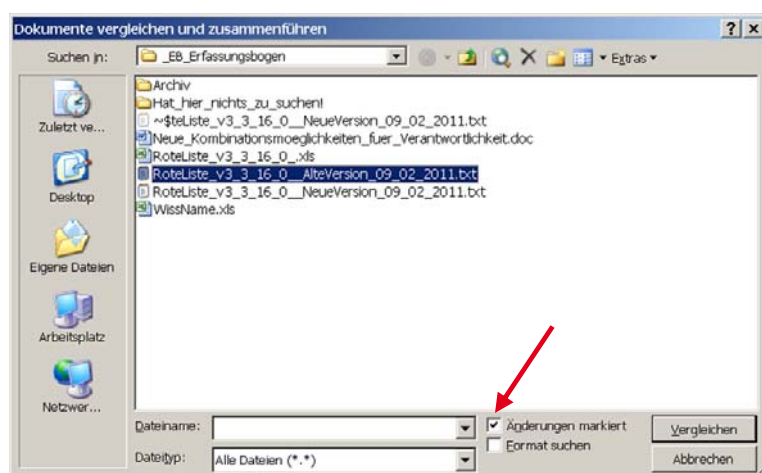 Dokumente vergleichen und zusammenführen
Suchen in: _EB_Erfassungsbogen Extras
Archiv
Hat_hier_nichts_zu_suchen!
~$teListe_v3_3_16_0__NeueVersion_09_02_2011.txt
Neue_Kombinationsmoeglichkeiten_fuer_Verantwortlichkeit.doc
RoteListe_v3_3_16_0_.xls
RoteListe_v3_3_16_0__AlteVersion_09_02_2011.txt
RoteListe_v3_3_16_0__NeueVersion_09_02_2011.txt
WissName.xls
Zuletzt ve...
Desktop
Eigene Dateien
Arbeitsplatz
Netzwer...
Dateiname: Änderungen markiert Vergleichen
Format suchen
Dateityp: Alle Dateien (*.*) Abbrechen